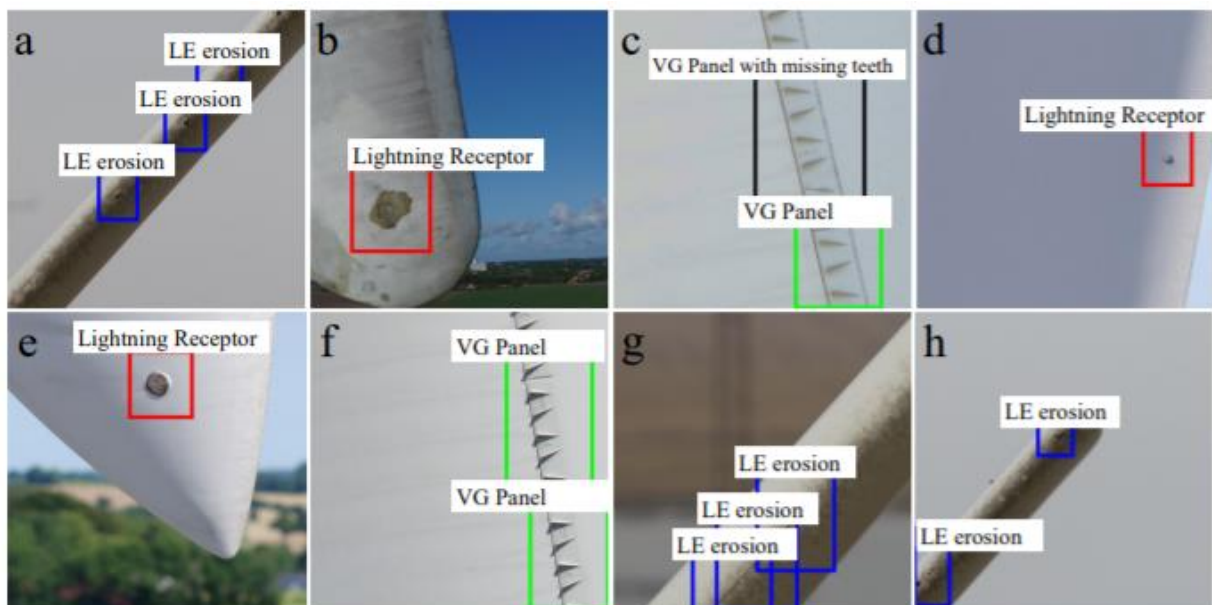 a
LE erosion
LE erosion
LE erosion
b
Lightning Receptor
c
VG Panel with missing teeth
VG Panel
d
Lightning Receptor
e
Lightning Receptor
f
VG Panel
VG Panel
g
LE erosion
LE erosion
LE erosion
h
LE erosion
LE erosion